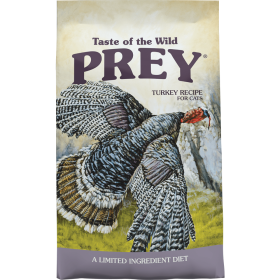 Taste of the Wild
PREY®
TURKEY RECIPE
FOR CATS
A LIMITED INGREDIENT DIET